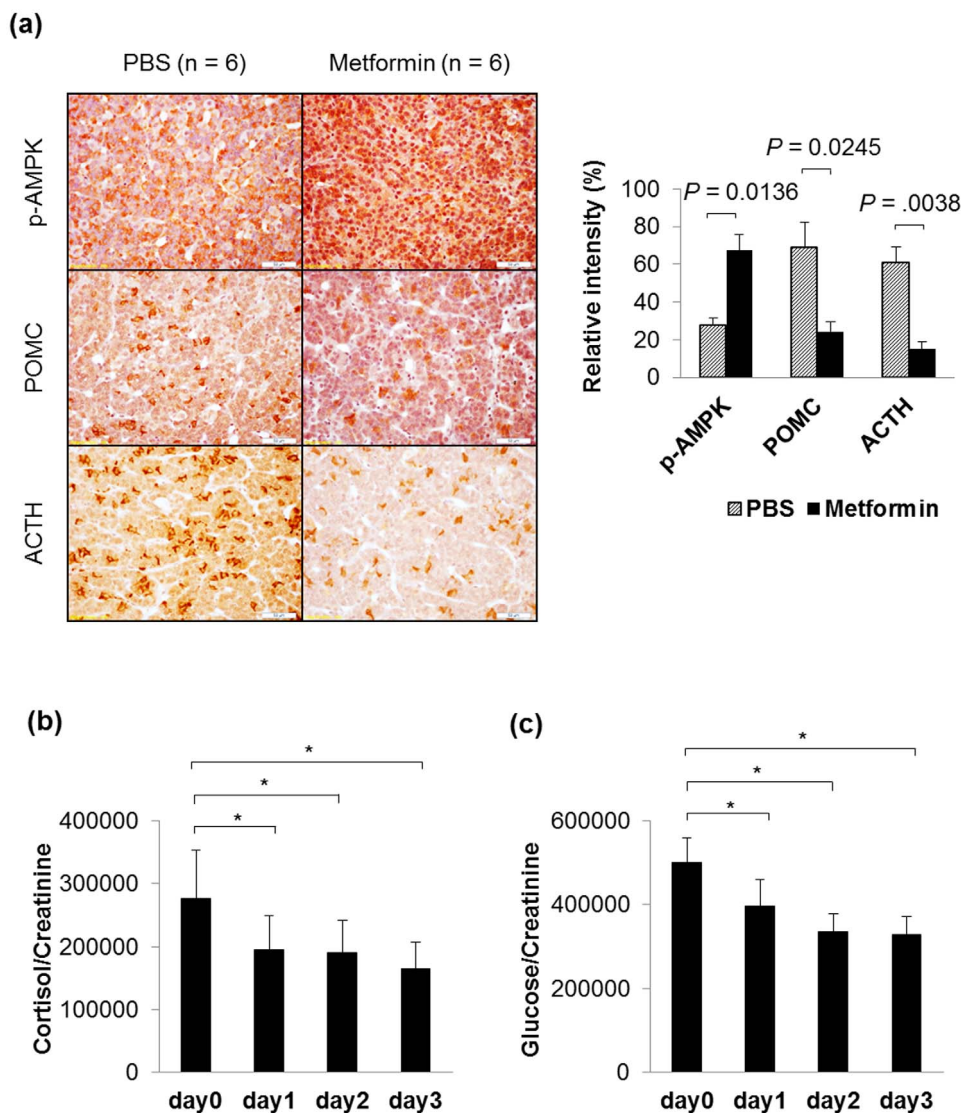 (a)
PBS (n = 6) Metformin (n = 6)
p-AMPK
POMC
ACTH
P = 0.0245
P = 0.0136
P = .0038
Relative intensity (%)
100
80
60
40
20
0
p-AMPK POMC ACTH
PBS Metformin
(b)
* 
*
*
Cortisol/Creatinine
400000
300000
200000
100000
0
day0 day1 day2 day3
(c)
*
*
*
Glucose/Creatinine
600000
400000
200000
0
day0 day1 day2 day3